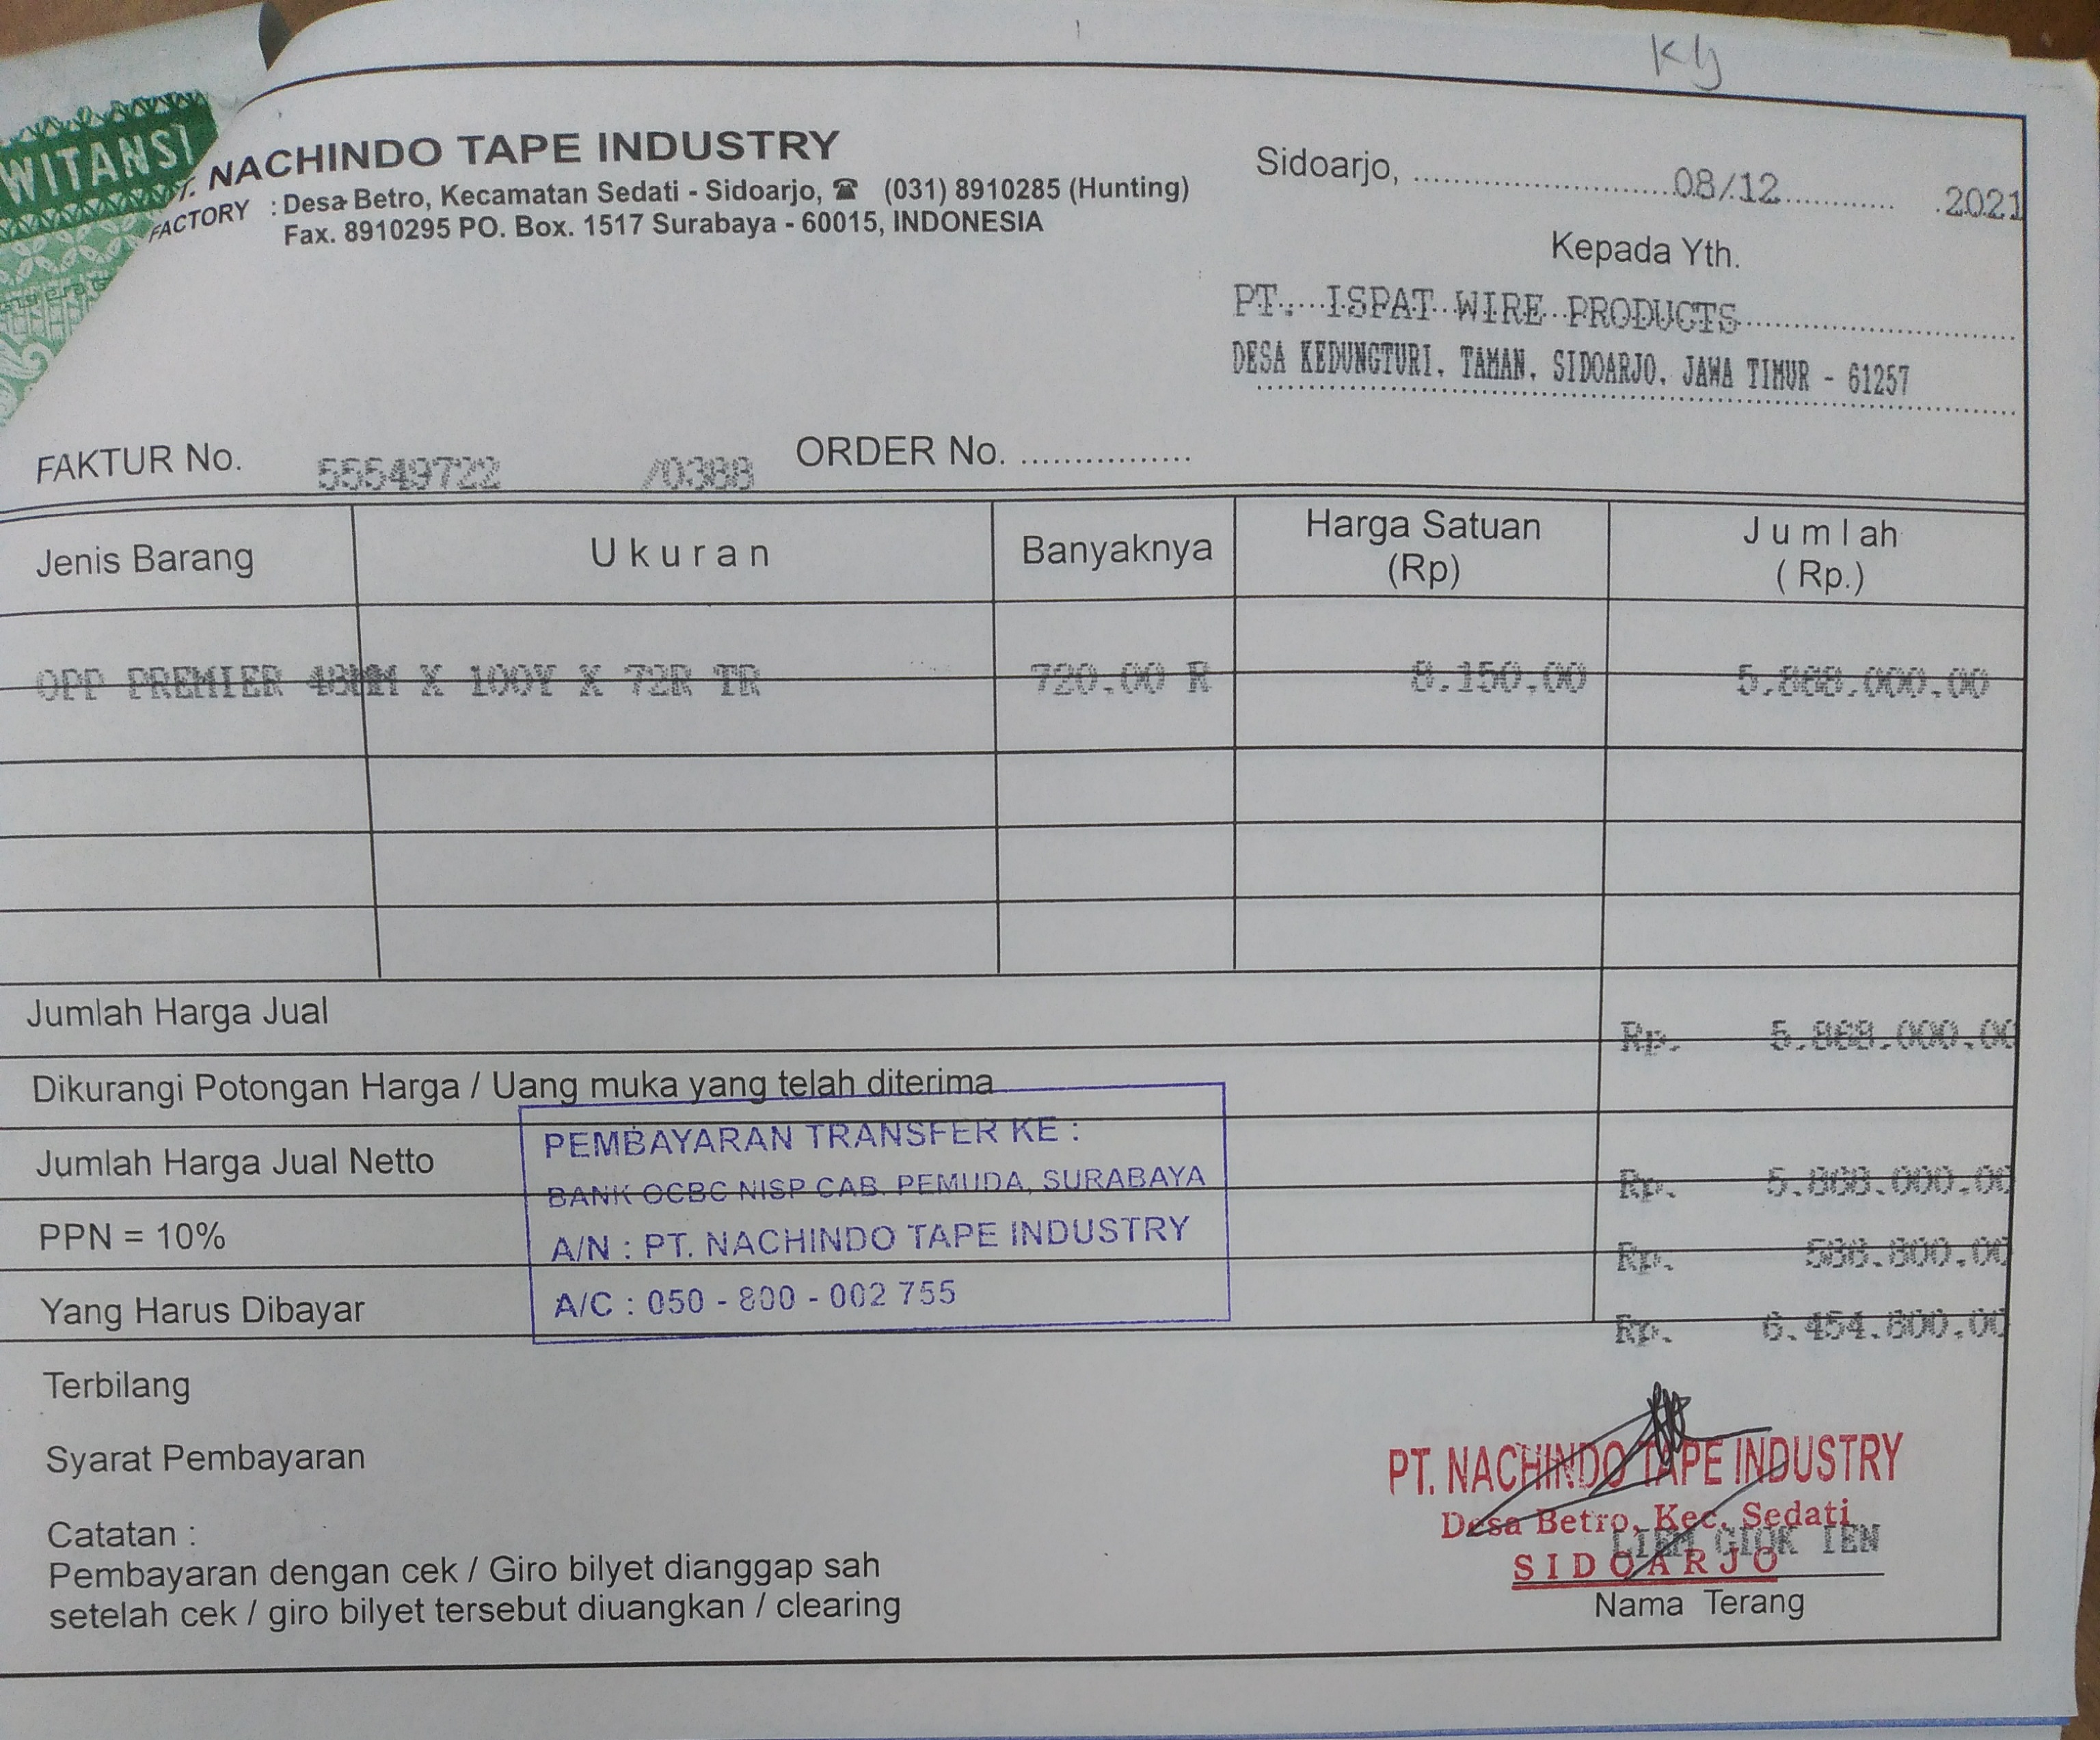 Kg
WITANSI
. NACHINDO TAPE INDUSTRY
FACTORY : Desa Betro, Kecamatan Sedati - Sidoarjo, ☎ (031) 8910285 (Hunting)
Fax. 8910295 PO. Box. 1517 Surabaya - 60015, INDONESIA
Sidoarjo, ........................ 08/12 ............ .2021
Kepada Yth.
PT. ISPAT WIRE PRODUCTS
DESA KEDUNGTURI, TAMAN, SIDOARJO, JAWA TIMUR - 61257
FAKTUR No. 55549722 /0388 ORDER No. ................
Jenis Barang Ukuran Banyaknya Harga Satuan (Rp) Jumlah (Rp.)
OPP PREMIER 48MM X 100Y X 72R TR 720.00 R 8.150.00 5.868.000.00
Jumlah Harga Jual Rp. 5.868.000.00
Dikurangi Potongan Harga / Uang muka yang telah diterima
Jumlah Harga Jual Netto Rp. 5.868.000.00
PPN = 10% Rp. 586.800.00
Yang Harus Dibayar Rp. 6.454.800.00
PEMBAYARAN TRANSFER KE :
BANK OCBC NISP CAB. PEMUDA, SURABAYA
A/N : PT. NACHINDO TAPE INDUSTRY
A/C : 050 - 800 - 002 755
Terbilang
Syarat Pembayaran
Catatan :
Pembayaran dengan cek / Giro bilyet dianggap sah
setelah cek / giro bilyet tersebut diuangkan / clearing
PT. NACHINDO TAPE INDUSTRY
Desa Betro, Kec. Sedati
LIEM GIOK IEN
SIDOARJO
Nama Terang